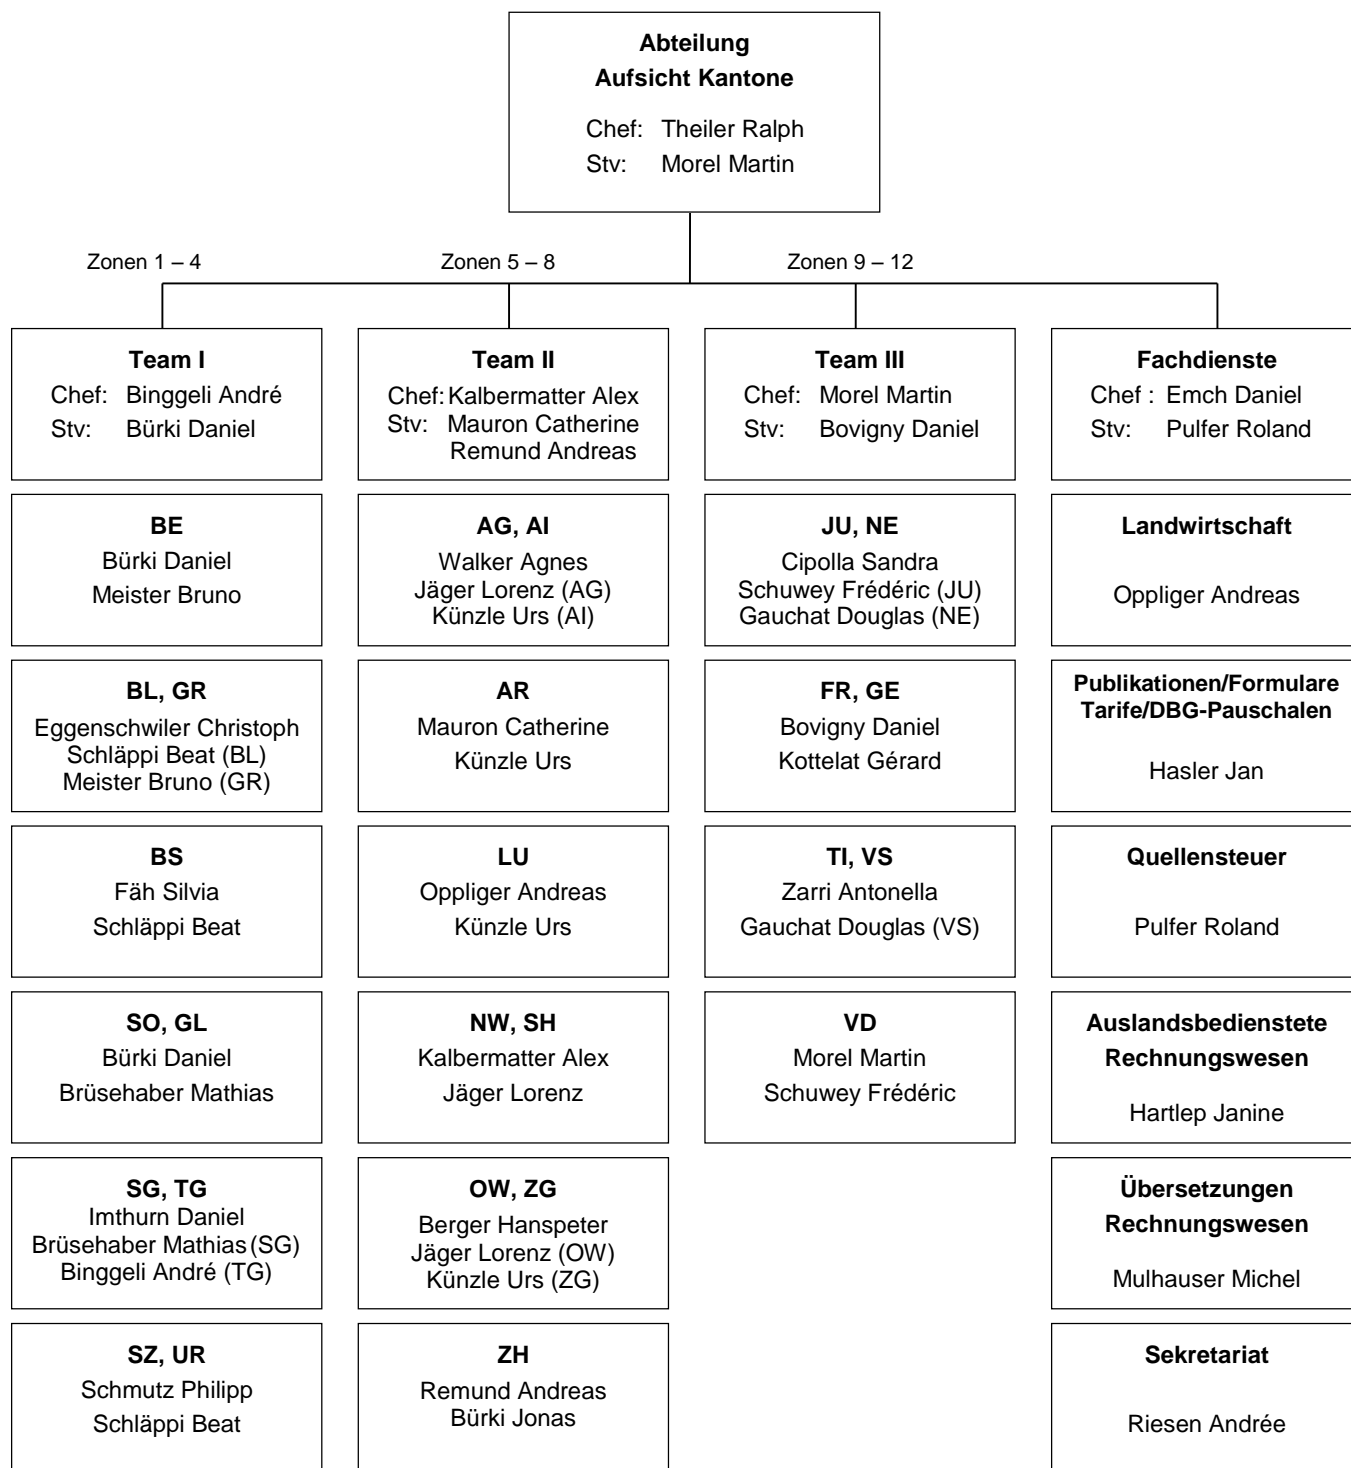 Abteilung
Aufsicht Kantone
Chef: Theiler Ralph
Stv: Morel Martin
Zonen 1 – 4
Zonen 5 – 8
Zonen 9 – 12
Team I
Chef: Binggeli André
Stv: Bürki Daniel
Team II
Chef: Kalbermatter Alex
Stv: Mauron Catherine
Remund Andreas
Team III
Chef: Morel Martin
Stv: Bovigny Daniel
Fachdienste
Chef : Emch Daniel
Stv: Pulfer Roland
BE
Bürki Daniel
Meister Bruno
AG, AI
Walker Agnes
Jäger Lorenz (AG)
Künzle Urs (AI)
JU, NE
Cipolla Sandra
Schuwey Frédéric (JU)
Gauchat Douglas (NE)
Landwirtschaft
Oppliger Andreas
BL, GR
Eggenschwiler Christoph
Schläppi Beat (BL)
Meister Bruno (GR)
AR
Mauron Catherine
Künzle Urs
FR, GE
Bovigny Daniel
Kottelat Gérard
Publikationen/Formulare
Tarife/DBG-Pauschalen
Hasler Jan
BS
Fäh Silvia
Schläppi Beat
LU
Oppliger Andreas
Künzle Urs
TI, VS
Zarri Antonella
Gauchat Douglas (VS)
Quellensteuer
Pulfer Roland
SO, GL
Bürki Daniel
Brüsehaber Mathias
NW, SH
Kalbermatter Alex
Jäger Lorenz
VD
Morel Martin
Schuwey Frédéric
Auslandsbedienstete
Rechnungswesen
Hartlep Janine
SG, TG
Imthurn Daniel
Brüsehaber Mathias (SG)
Binggeli André (TG)
OW, ZG
Berger Hanspeter
Jäger Lorenz (OW)
Künzle Urs (ZG)
Übersetzungen
Rechnungswesen
Mulhauser Michel
SZ, UR
Schmutz Philipp
Schläppi Beat
ZH
Remund Andreas
Bürki Jonas
Sekretariat
Riesen Andrée